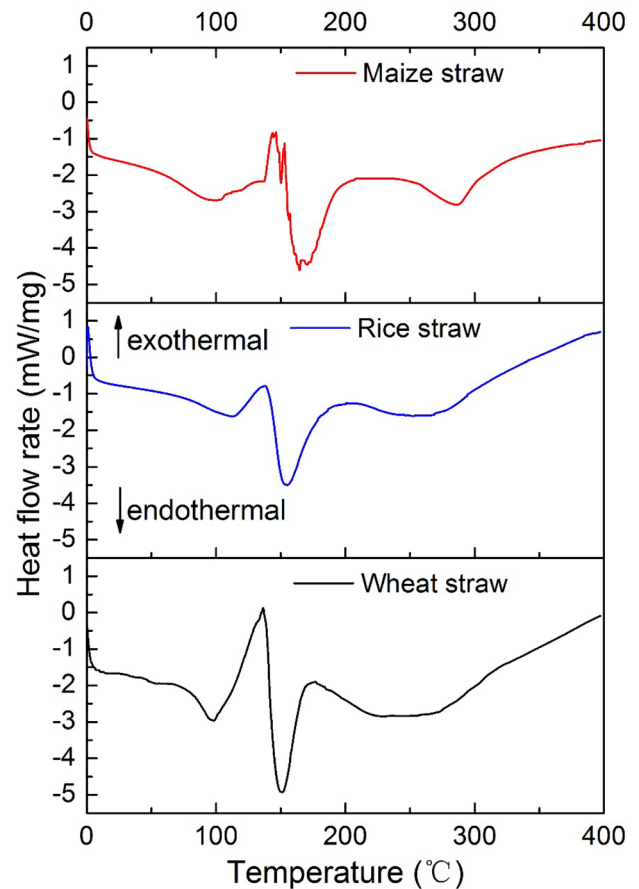 0 100 200 300 400
1
0
-1
-2
-3
-4
-5
Maize straw
1
0
-1
-2
-3
-4
-5
exothermal
Rice straw
endothermal
1
0
-1
-2
-3
-4
-5
Wheat straw
Heat flow rate (mW/mg)
0 100 200 300 400
Temperature (℃)